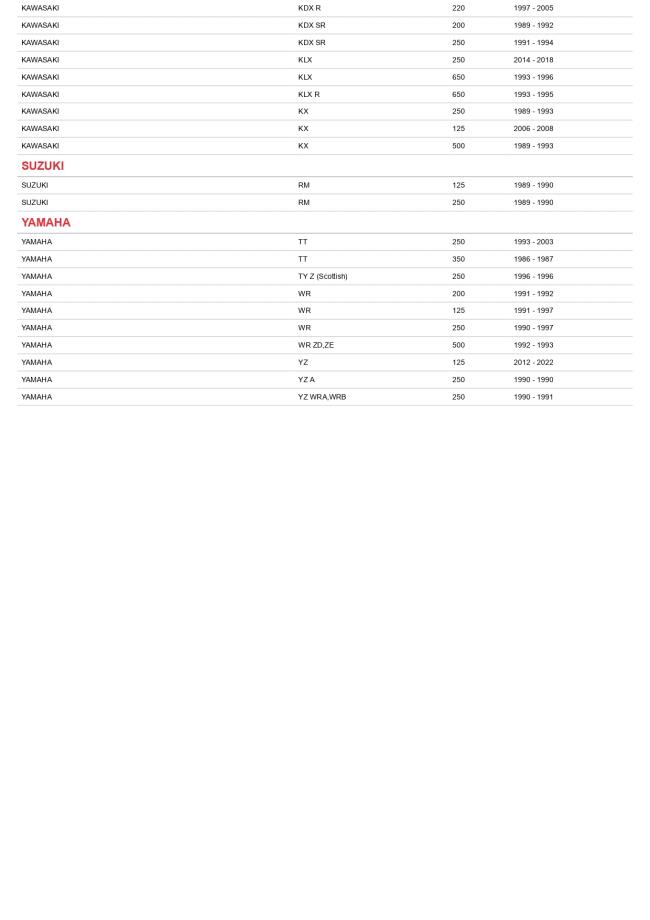 KAWASAKI KDX R 220 1997 - 2005
KAWASAKI KDX SR 200 1989 - 1992
KAWASAKI KDX SR 250 1991 - 1994
KAWASAKI KLX 250 2014 - 2018
KAWASAKI KLX 650 1993 - 1996
KAWASAKI KLX R 650 1993 - 1995
KAWASAKI KX 250 1989 - 1993
KAWASAKI KX 125 2006 - 2008
KAWASAKI KX 500 1989 - 1993
SUZUKI
SUZUKI RM 125 1989 - 1990
SUZUKI RM 250 1989 - 1990
YAMAHA
YAMAHA TT 250 1993 - 2003
YAMAHA TT 350 1986 - 1987
YAMAHA TY Z (Scottish) 250 1996 - 1996
YAMAHA WR 200 1991 - 1992
YAMAHA WR 125 1991 - 1997
YAMAHA WR 250 1990 - 1997
YAMAHA WR ZD,ZE 500 1992 - 1993
YAMAHA YZ 125 2012 - 2022
YAMAHA YZ A 250 1990 - 1990
YAMAHA YZ WRA,WRB 250 1990 - 1991